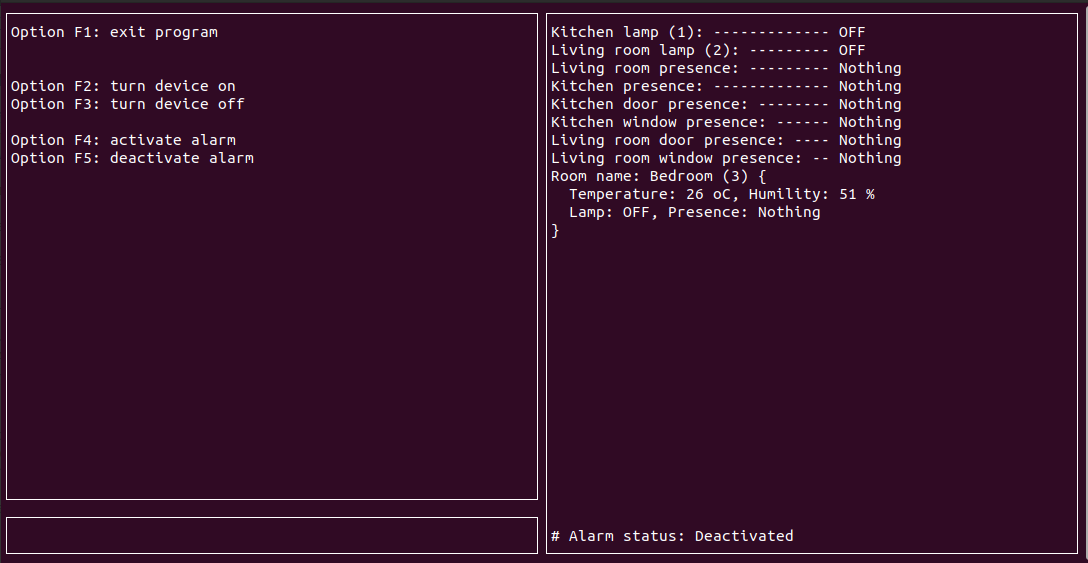 Option F1: exit program
Option F2: turn device on
Option F3: turn device off
Option F4: activate alarm
Option F5: deactivate alarm
Kitchen lamp (1): ------------- OFF
Living room lamp (2): --------- OFF
Living room presence: --------- Nothing
Kitchen presence: ------------- Nothing
Kitchen door presence: -------- Nothing
Kitchen window presence: ------ Nothing
Living room door presence: ---- Nothing
Living room window presence: -- Nothing
Room name: Bedroom (3) {
  Temperature: 26 oC, Humility: 51 %
  Lamp: OFF, Presence: Nothing
}
# Alarm status: Deactivated